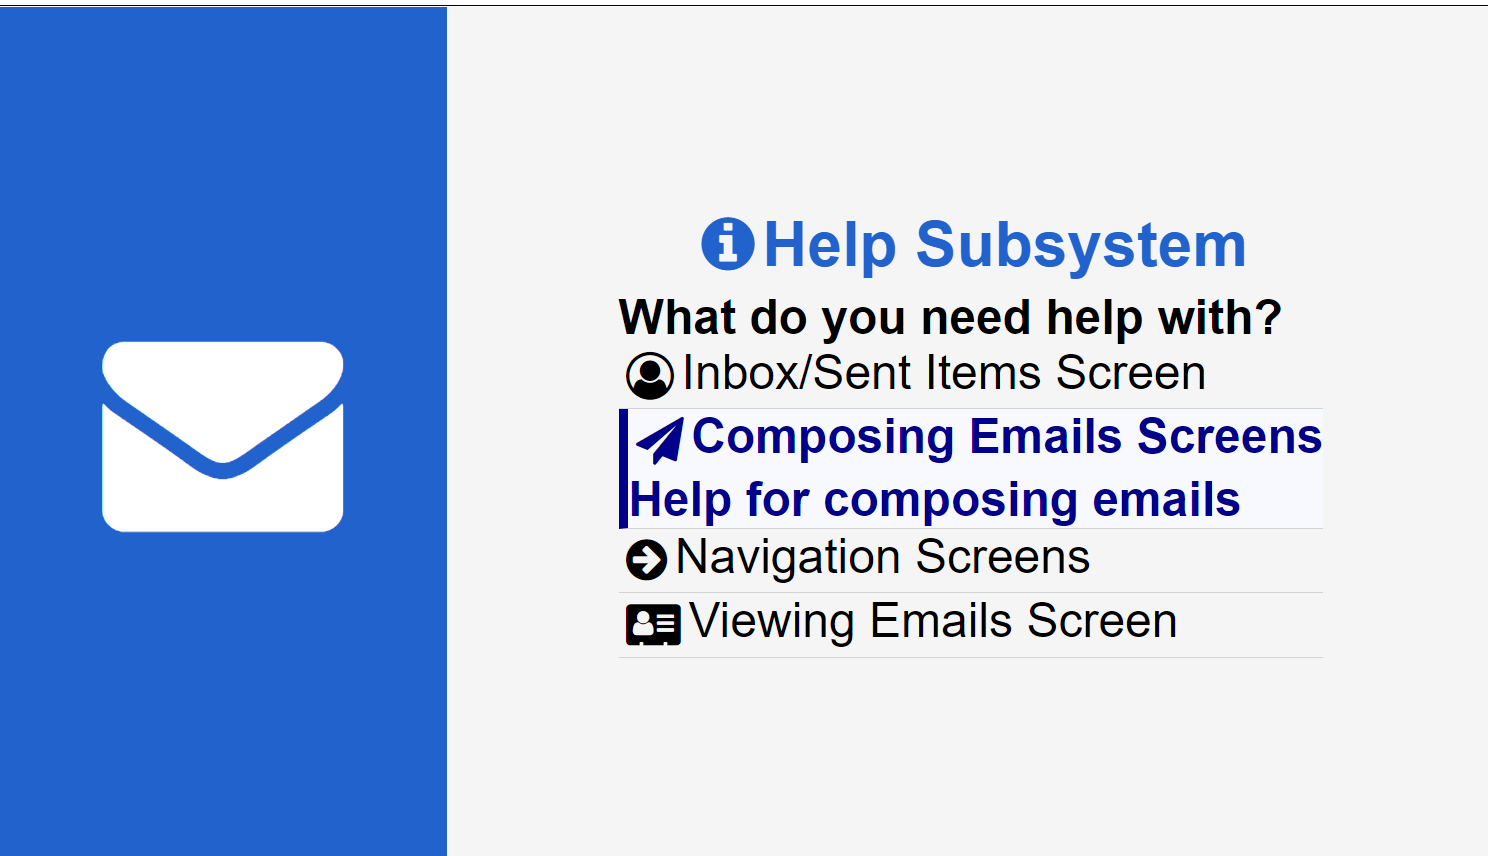 Help Subsystem
What do you need help with?
Inbox/Sent Items Screen
Composing Emails Screens
Help for composing emails
Navigation Screens
Viewing Emails Screen